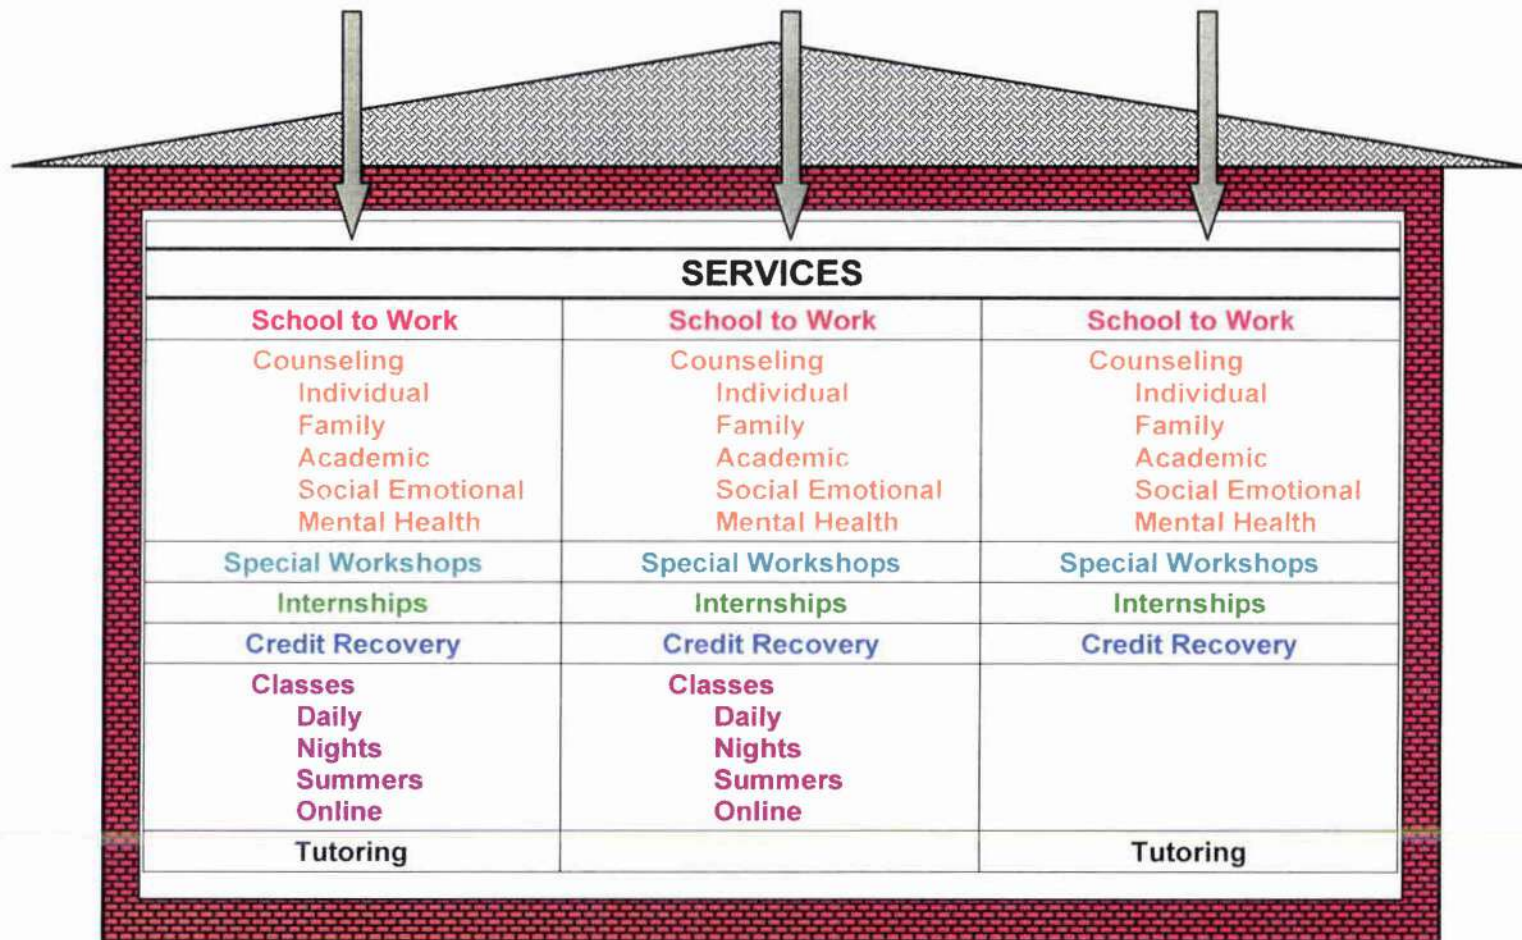 SERVICES
School to Work School to Work School to Work
Counseling Counseling Counseling
Individual Individual Individual
Family Family Family
Academic Academic Academic
Social Emotional Social Emotional Social Emotional
Mental Health Mental Health Mental Health
Special Workshops Special Workshops Special Workshops
Internships Internships Internships
Credit Recovery Credit Recovery Credit Recovery
Classes Classes
Daily Daily
Nights Nights
Summers Summers
Online Online
Tutoring Tutoring